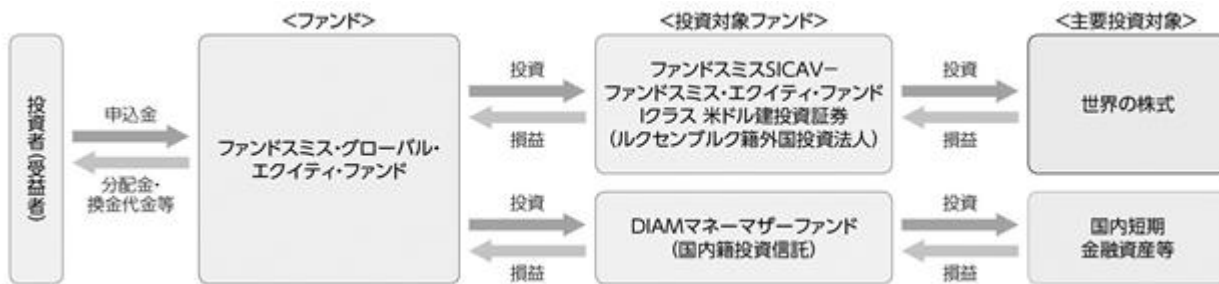 <ファンド>
<投資対象ファンド>
<主要投資対象>
投資者(受益者)
申込金
分配金・
換金代金等
ファンドスミス・グローバル・
エクイティ・ファンド
投資
損益
ファンドスミスSICAV−
ファンドスミス・エクイティ・ファンド
Iクラス 米ドル建投資証券
(ルクセンブルク籍外国投資法人)
投資
損益
世界の株式
投資
損益
DIAMマネーマザーファンド
(国内籍投資信託)
投資
損益
国内短期
金融資産等